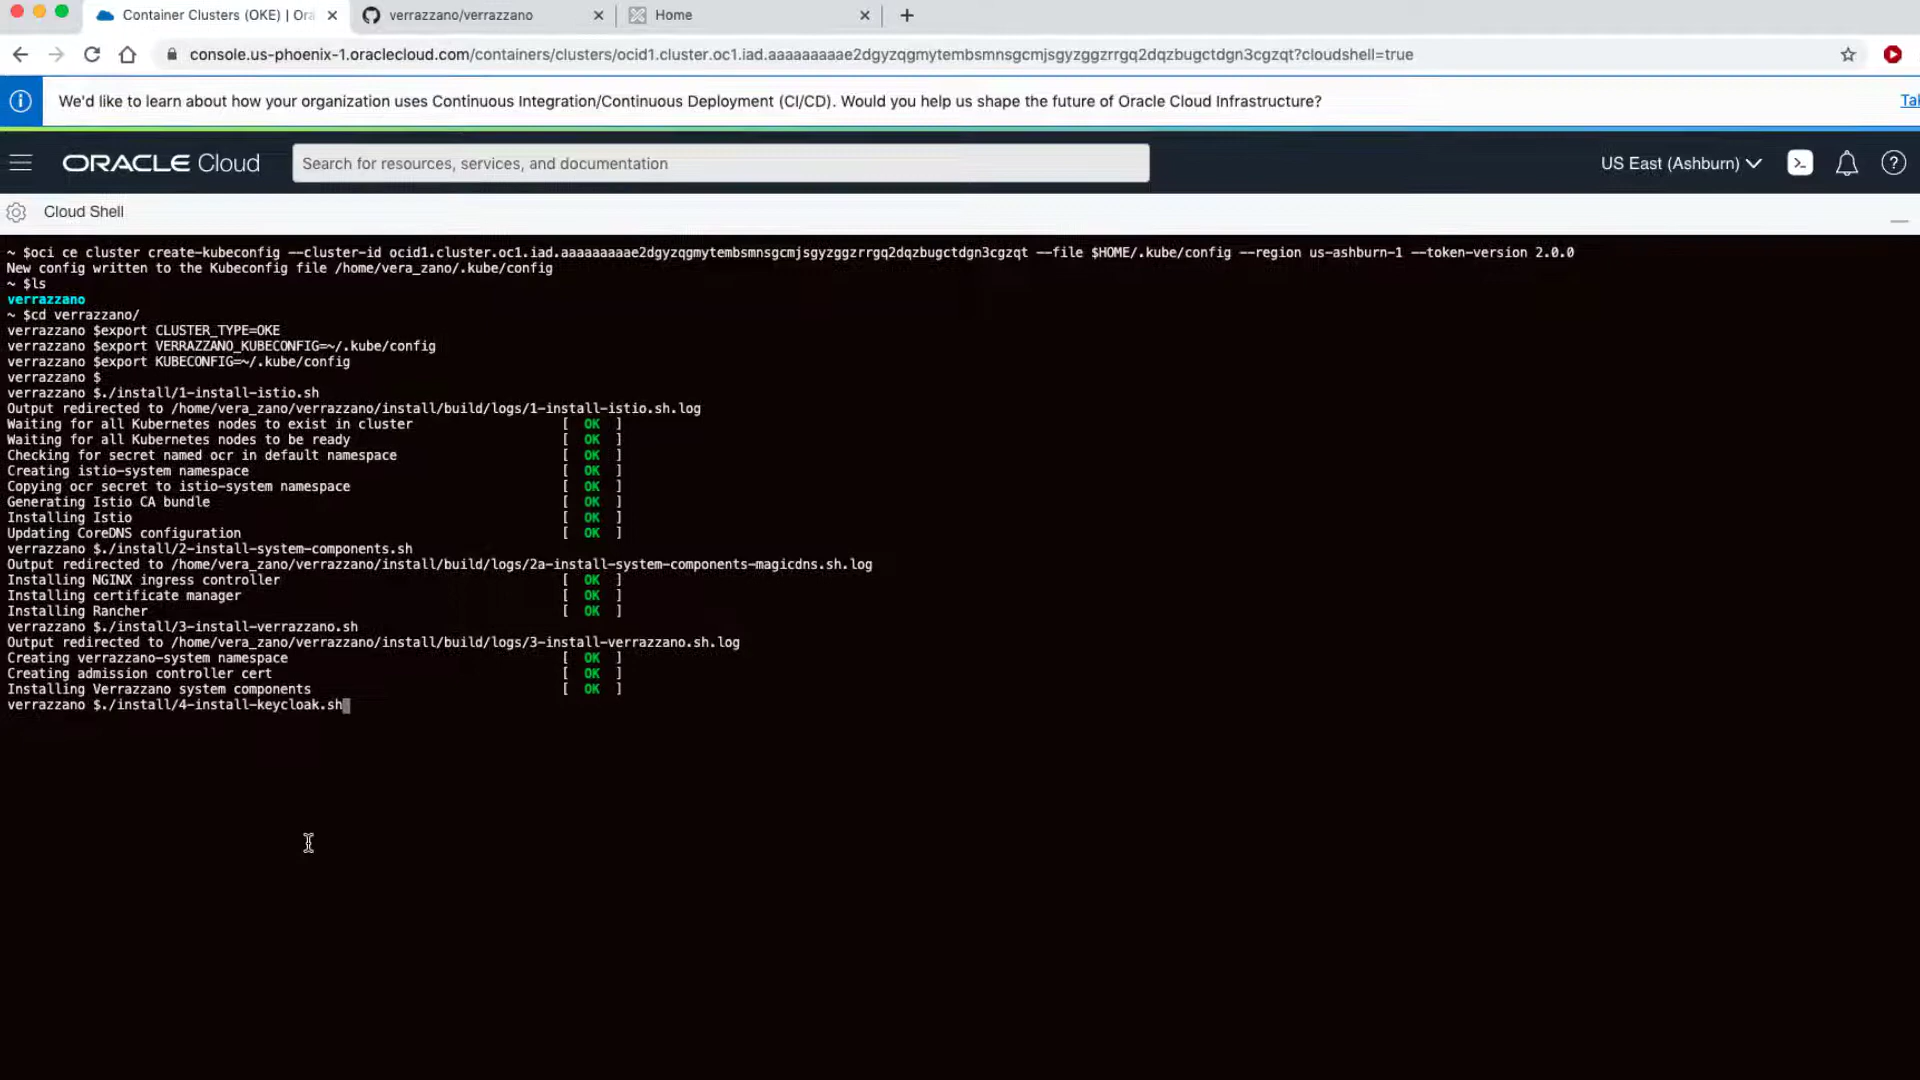 Container Clusters (OKE) | Ora
verrazzano/verrazzano
Home
console.us-phoenix-1.oraclecloud.com/containers/clusters/ocid1.cluster.oc1.iad.aaaaaaaaae2dgyzqgmytembsmnsgcmjsgyzggzrrgq2dqzbugctdgn3cgzqt?cloudshell=true
We'd like to learn about how your organization uses Continuous Integration/Continuous Deployment (CI/CD). Would you help us shape the future of Oracle Cloud Infrastructure?
Tak
ORACLE Cloud
Search for resources, services, and documentation
US East (Ashburn)
Cloud Shell
~ $oci ce cluster create-kubeconfig --cluster-id ocid1.cluster.oc1.iad.aaaaaaaaae2dgyzqgmytembsmnsgcmjsgyzggzrrgq2dqzbugctdgn3cgzqt --file $HOME/.kube/config --region us-ashburn-1 --token-version 2.0.0
New config written to the Kubeconfig file /home/vera_zano/.kube/config
~ $ls
verrazzano
~ $cd verrazzano/
verrazzano $export CLUSTER_TYPE=OKE
verrazzano $export VERRAZZANO_KUBECONFIG=~/.kube/config
verrazzano $export KUBECONFIG=~/.kube/config
verrazzano $
verrazzano $./install/1-install-istio.sh
Output redirected to /home/vera_zano/verrazzano/install/build/logs/1-install-istio.sh.log
Waiting for all Kubernetes nodes to exist in cluster [ OK ]
Waiting for all Kubernetes nodes to be ready [ OK ]
Checking for secret named ocr in default namespace [ OK ]
Creating istio-system namespace [ OK ]
Copying ocr secret to istio-system namespace [ OK ]
Generating Istio CA bundle [ OK ]
Installing Istio [ OK ]
Updating CoreDNS configuration [ OK ]
verrazzano $./install/2-install-system-components.sh
Output redirected to /home/vera_zano/verrazzano/install/build/logs/2a-install-system-components-magicdns.sh.log
Installing NGINX ingress controller [ OK ]
Installing certificate manager [ OK ]
Installing Rancher [ OK ]
verrazzano $./install/3-install-verrazzano.sh
Output redirected to /home/vera_zano/verrazzano/install/build/logs/3-install-verrazzano.sh.log
Creating verrazzano-system namespace [ OK ]
Creating admission controller cert [ OK ]
Installing Verrazzano system components [ OK ]
verrazzano $./install/4-install-keycloak.sh